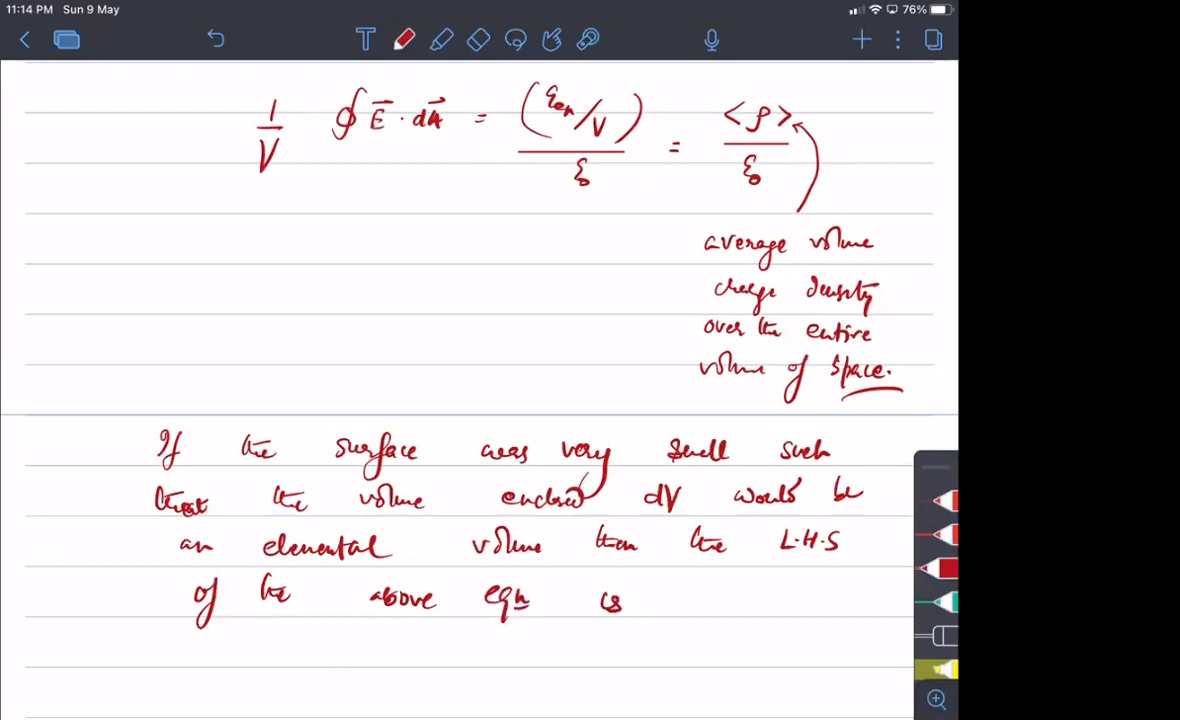 11:14 PM Sun 9 May 76%
1/V ∮ E⃗ · dA⃗ = (q_en/V) / ε₀ = <ρ> / ε₀
average volume
charge density
over the entire
volume of space.
If the surface was very small such
that the volume enclosed dV would be
an elemental volume then the L.H.S
of the above eqn is